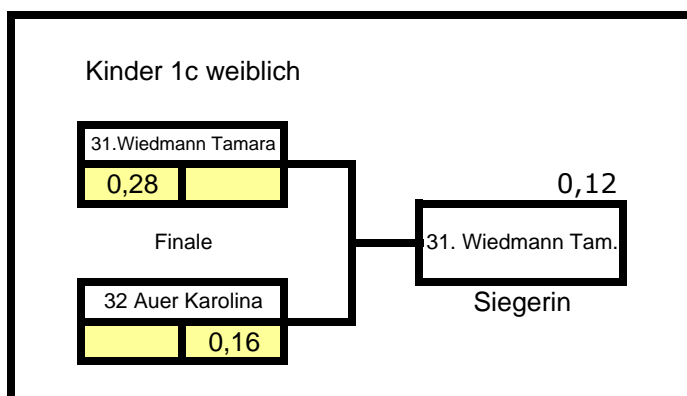 Kinder 1c weiblich
31.Wiedmann Tamara
0,28
0,12
Finale
31. Wiedmann Tam.
32 Auer Karolina
Siegerin
0,16